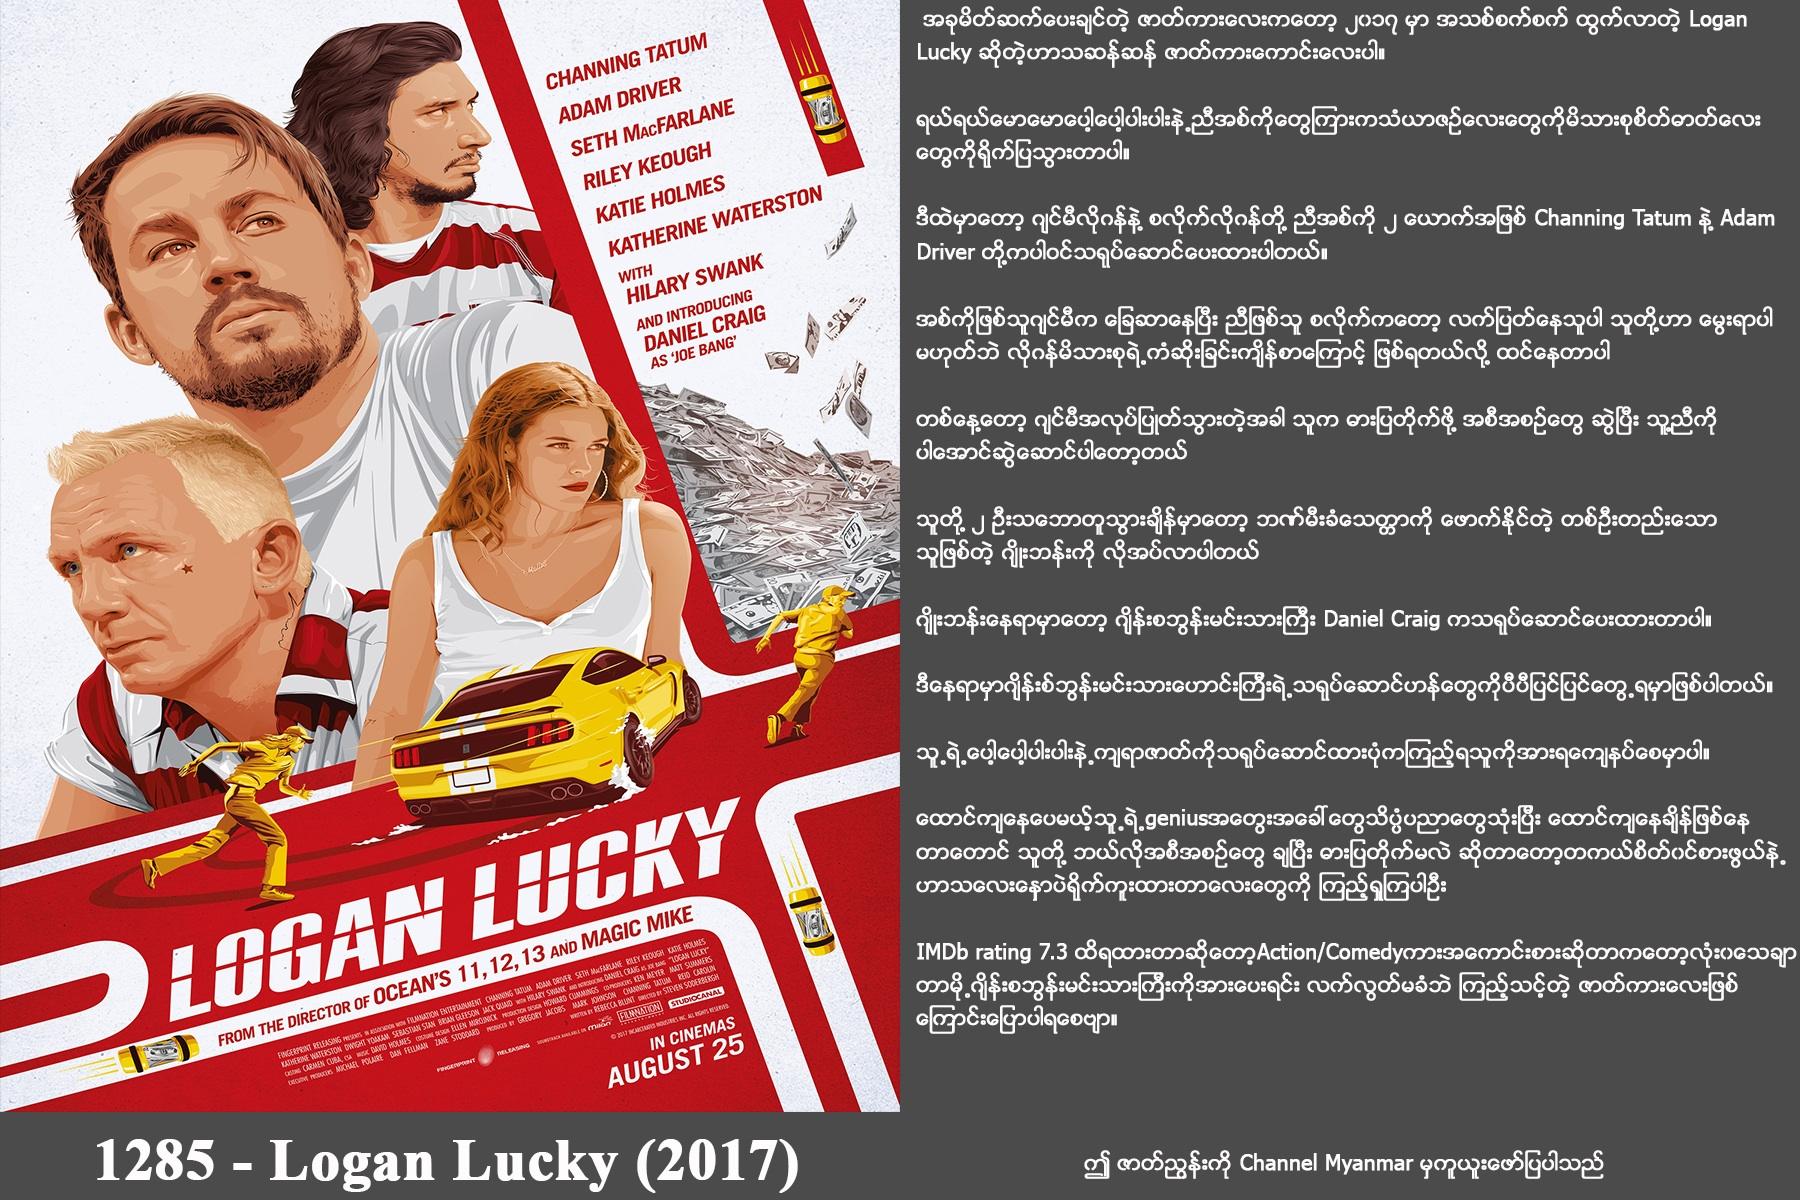 CHANNING TATUM
ADAM DRIVER
SETH MACFARLANE
RILEY KEOUGH
KATIE HOLMES
KATHERINE WATERSTON
WITH
HILARY SWANK
AND INTRODUCING
DANIEL CRAIG
AS 'JOE BANG'
LOGAN LUCKY
FROM THE DIRECTOR OF OCEAN'S 11,12,13 AND MAGIC MIKE
IN CINEMAS
AUGUST 25
1285 - Logan Lucky (2017)
အခုမိတ်ဆက်ပေးချင်တဲ့ ဇာတ်ကားလေးကတော့ ၂၀၁၇ မှာ အသစ်စက်စက် ထွက်လာတဲ့ Logan
Lucky ဆိုတဲ့ဟာသဆန်ဆန် ဇာတ်ကားကောင်းလေးပါ။
ရယ်ရယ်မောမောပေါ့ပေါ့ပါးပါးနဲ့ညီအစ်ကိုတွေကြားကသံယာဇဉ်လေးတွေကိုမိသားစုစိတ်ဓာတ်လေး
တွေကိုရိုက်ပြသွားတာပါ။
ဒီထဲမှာတော့ ဂျင်မီလိုဂန်နဲ့ စလိုက်လိုဂန်တို့ ညီအစ်ကို ၂ ယောက်အဖြစ် Channing Tatum နဲ့ Adam
Driver တို့ကပါဝင်သရုပ်ဆောင်ပေးထားပါတယ်။
အစ်ကိုဖြစ်သူဂျင်မီက ခြေဆာနေပြီး ညီဖြစ်သူ စလိုက်ကတော့ လက်ပြတ်နေသူပါ သူတို့ဟာ မွေးရာပါ
မဟုတ်ဘဲ လိုဂန်မိသားစုရဲ့ကံဆိုးခြင်းကျိန်စာကြောင့် ဖြစ်ရတယ်လို့ ထင်နေတာပါ
တစ်နေ့တော့ ဂျင်မီအလုပ်ပြုတ်သွားတဲ့အခါ သူက ဓားပြတိုက်ဖို့ အစီအစဉ်တွေ ဆွဲပြီး သူ့ညီကို
ပါအောင်ဆွဲဆောင်ပါတော့တယ်
သူတို့ ၂ ဦးသဘောတူသွားချိန်မှာတော့ ဘဏ်မီးခံသေတ္တာကို ဖောက်နိုင်တဲ့ တစ်ဦးတည်းသော
သူဖြစ်တဲ့ ဂျိုးဘန်းကို လိုအပ်လာပါတယ်
ဂျိုးဘန်းနေရာမှာတော့ ဂျိန်းစဘွန်းမင်းသားကြီး Daniel Craig ကသရုပ်ဆောင်ပေးထားတာပါ။
ဒီနေရာမှာဂျိန်းစ်ဘွန်းမင်းသားဟောင်းကြီးရဲ့သရုပ်ဆောင်ဟန်တွေကိုပီပီပြင်ပြင်တွေ့ရမှာဖြစ်ပါတယ်။
သူ့ရဲ့ပေါ့ပေါ့ပါးပါးနဲ့ကျရာဇာတ်ကိုသရုပ်ဆောင်ထားပုံကကြည့်ရသူကိုအားရကျေနပ်စေမှာပါ။
ထောင်ကျနေပေမယ့်သူ့ရဲ့geniusအတွေးအခေါ်တွေသိပ္ပံပညာတွေသုံးပြီး ထောင်ကျနေချိန်ဖြစ်နေ
တာတောင် သူတို့ ဘယ်လိုအစီအစဉ်တွေ ချပြီး ဓားပြတိုက်မလဲ ဆိုတာတော့တကယ်စိတ်ဝင်စားဖွယ်နဲ့
ဟာသလေးနှောပဲရိုက်ကူးထားတာလေးတွေကို ကြည့်ရှုကြပါဦး
IMDb rating 7.3 ထိရထားတာဆိုတော့Action/Comedyကားအကောင်းစားဆိုတာကတော့လုံး၀သေချာ
တာမို့ဂျိန်းစဘွန်းမင်းသားကြီးကိုအားပေးရင်း လက်လွတ်မခံဘဲ ကြည့်သင့်တဲ့ ဇာတ်ကားလေးဖြစ်
ကြောင်းပြောပါရစေဗျာ။
ဤ ဇာတ်ညွှန်းကို Channel Myanmar မှကူယူးဖော်ပြပါသည်